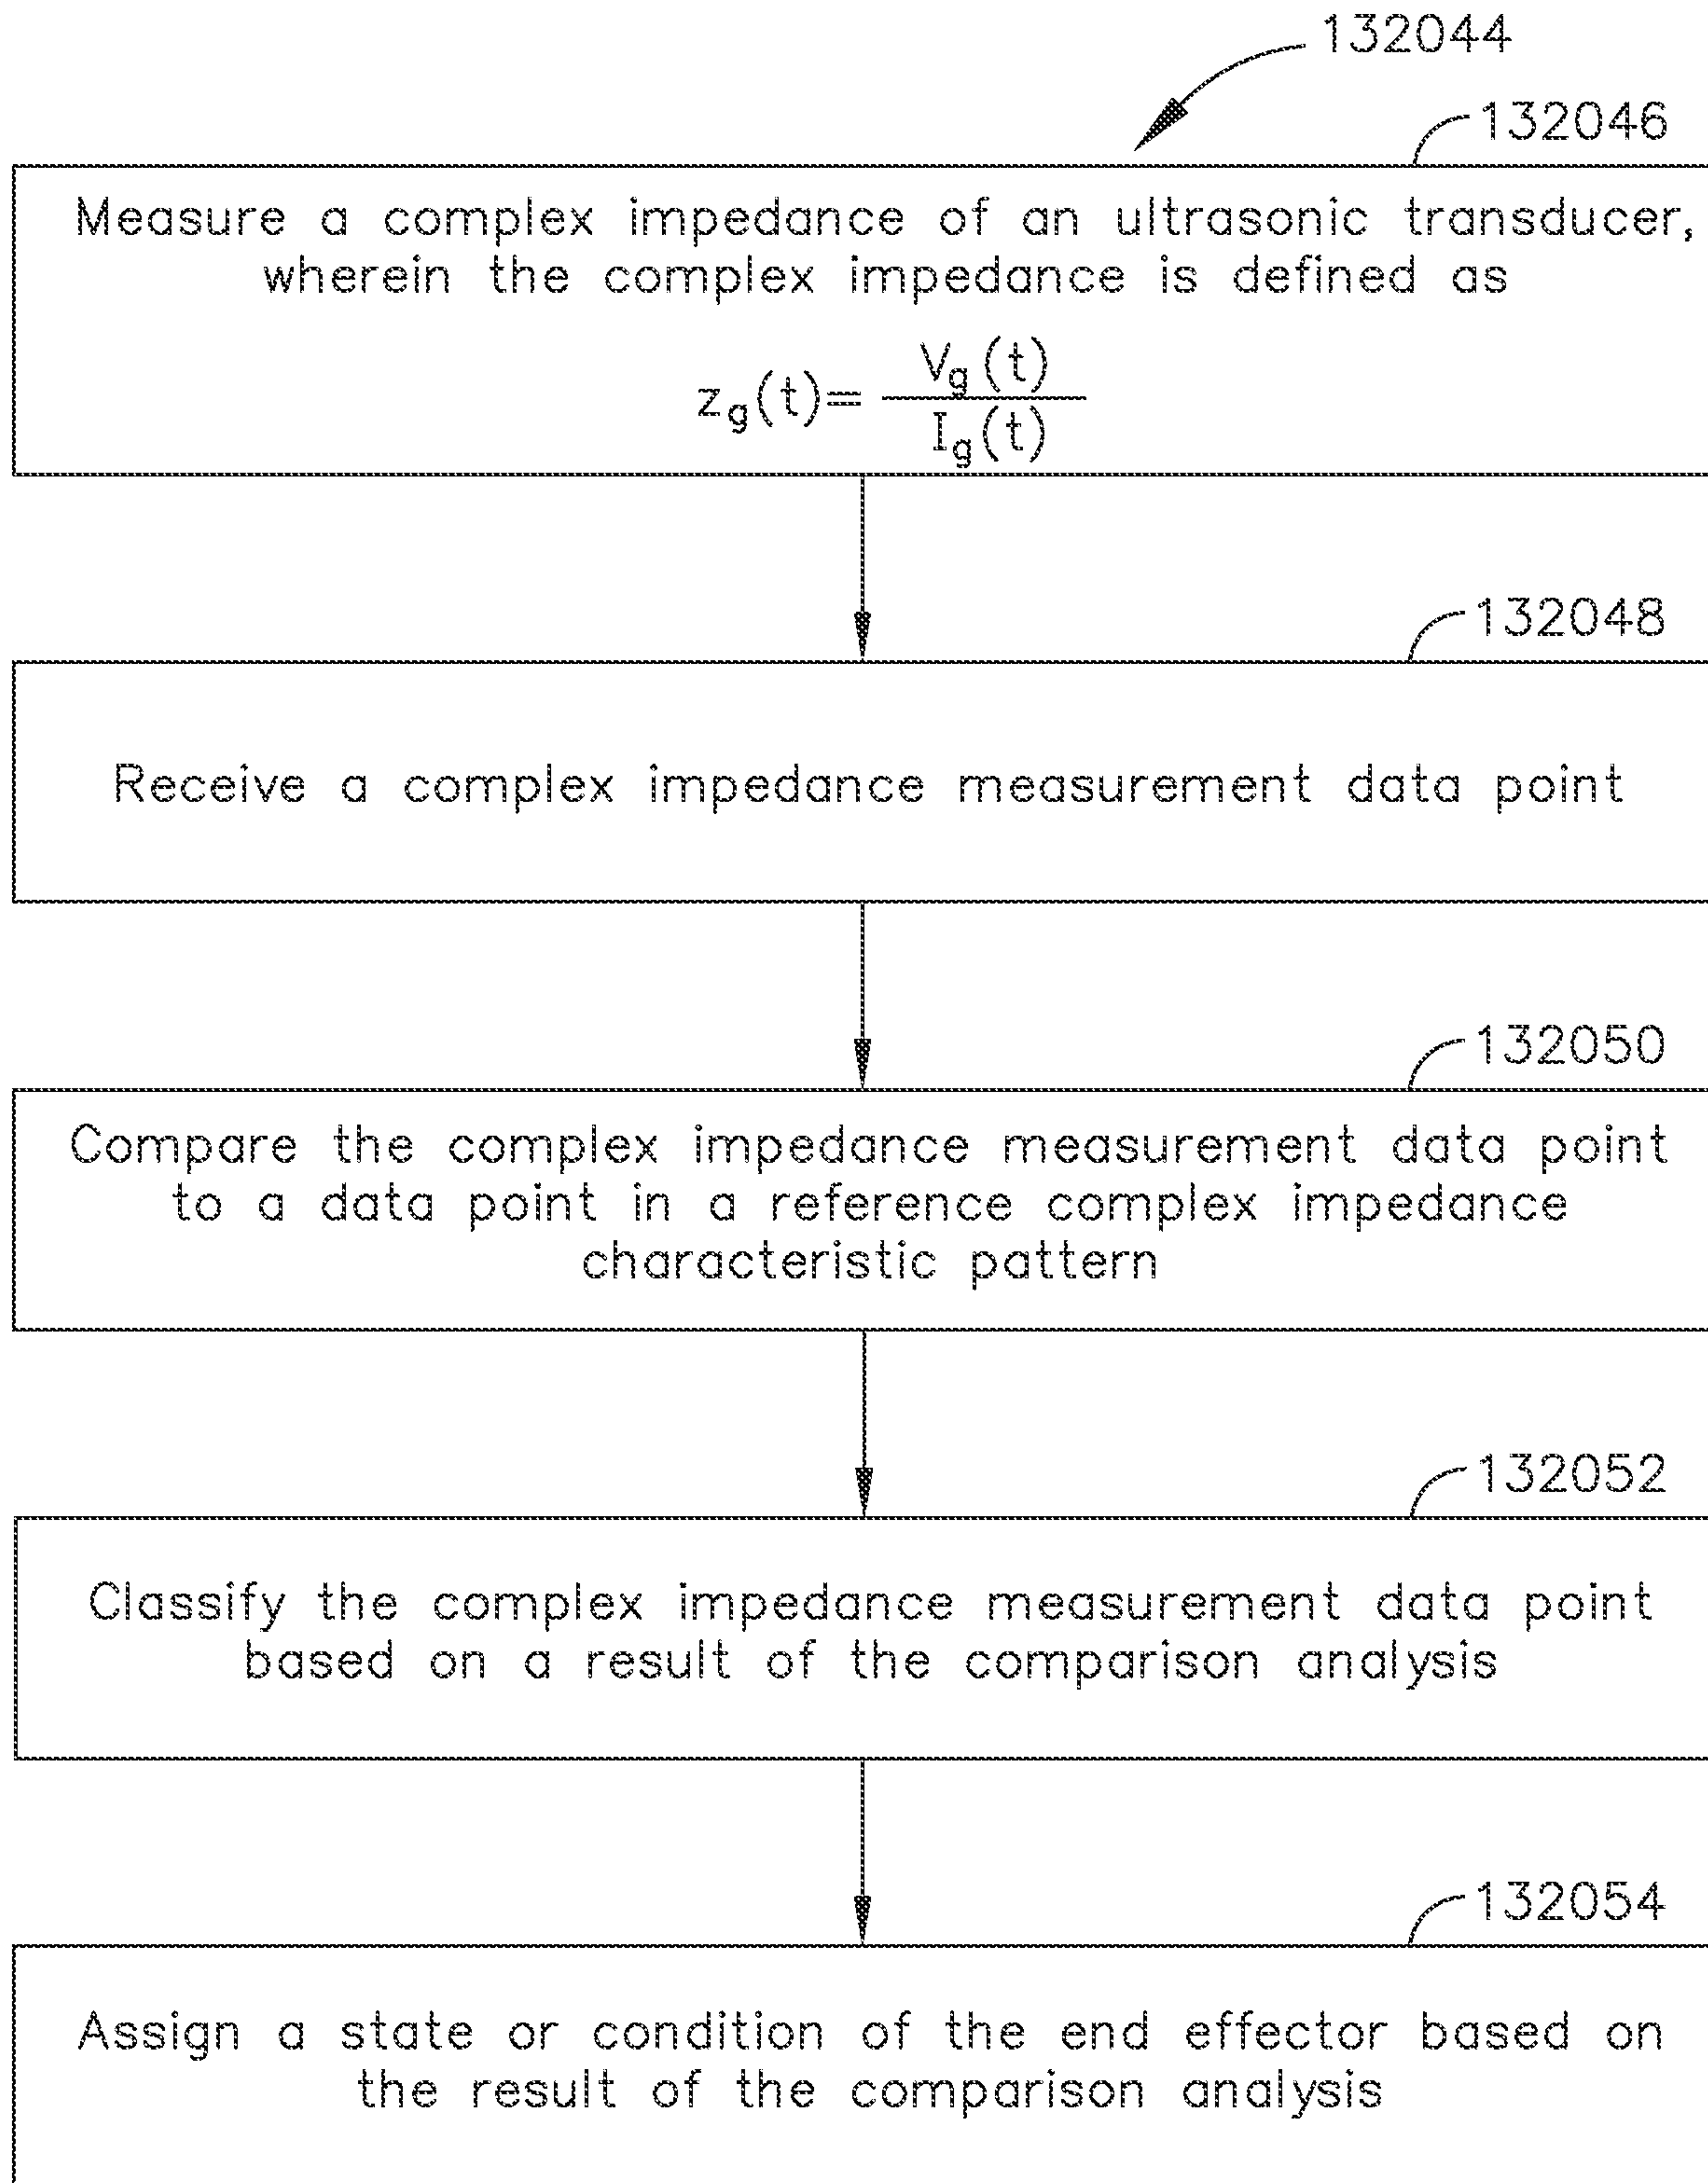 132044
132046
Measure a complex impedance of an ultrasonic transducer,
wherein the complex impedance is defined as
z_g(t) = V_g(t) / I_g(t)
132048
Receive a complex impedance measurement data point
132050
Compare the complex impedance measurement data point
to a data point in a reference complex impedance
characteristic pattern
132052
Classify the complex impedance measurement data point
based on a result of the comparison analysis
132054
Assign a state or condition of the end effector based on
the result of the comparison analysis